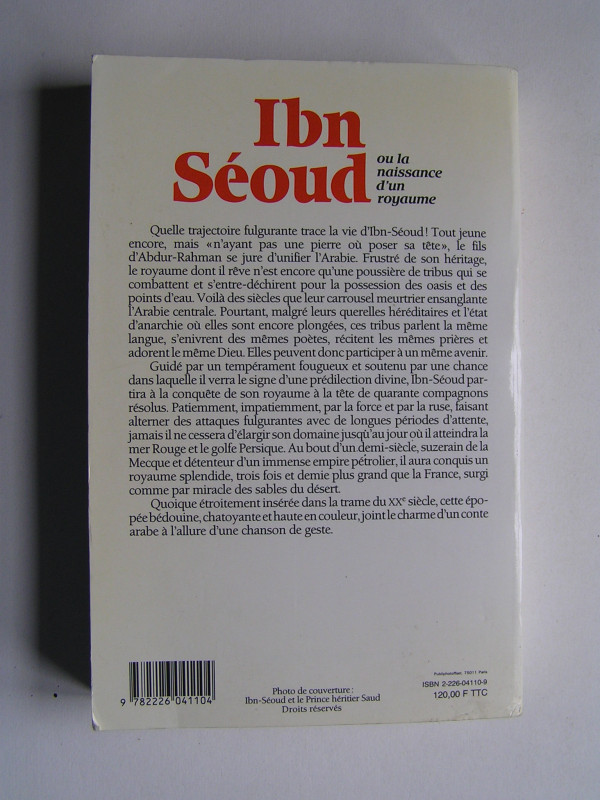 Ibn
Séoud
ou la
naissance
d'un
royaume
Quelle trajectoire fulgurante trace la vie d'Ibn-Séoud! Tout jeune
encore, mais «n'ayant pas une pierre où poser sa tête», le fils
d'Abdur-Rahman se jure d'unifier l'Arabie. Frustré de son héritage,
le royaume dont il rêve n'est encore qu'une poussière de tribus qui se
combattent et s'entre-déchirent pour la possession des oasis et des
points d'eau. Voilà des siècles que leur carrousel meurtrier ensanglante
l'Arabie centrale. Pourtant, malgré leurs querelles héréditaires et l'état
d'anarchie où elles sont encore plongées, ces tribus parlent la même
langue, s'enivrent des mêmes poètes, récitent les mêmes prières et
adorent le même Dieu. Elles peuvent donc participer à un même avenir.
Guidé par un tempérament fougueux et soutenu par une chance
dans laquelle il verra le signe d'une prédilection divine, Ibn-Séoud par-
tira à la conquête de son royaume à la tête de quarante compagnons
résolus. Patiemment, impatiemment, par la force et par la ruse, faisant
alterner des attaques fulgurantes avec de longues périodes d'attente,
jamais il ne cessera d'élargir son domaine jusqu'au jour où il atteindra la
mer Rouge et le golfe Persique. Au bout d'un demi-siècle, suzerain de la
Mecque et détenteur d'un immense empire pétrolier, il aura conquis un
royaume splendide, trois fois et demie plus grand que la France, surgi
comme par miracle des sables du désert.
Quoique étroitement insérée dans la trame du XXe siècle, cette épo-
pée bédouine, chatoyante et haute en couleur, joint le charme d'un conte
arabe à l'allure d'une chanson de geste.
9 782226 041104
Photo de couverture :
Ibn-Séoud et le Prince héritier Saud
Droits réservés
75011 Paris
ISBN 2-226-04110-9
120,00 F TTC